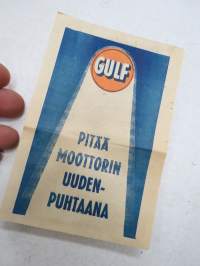 GULF
PITÄÄ
MOOTTORIN
UUDEN-
PUHTAANA